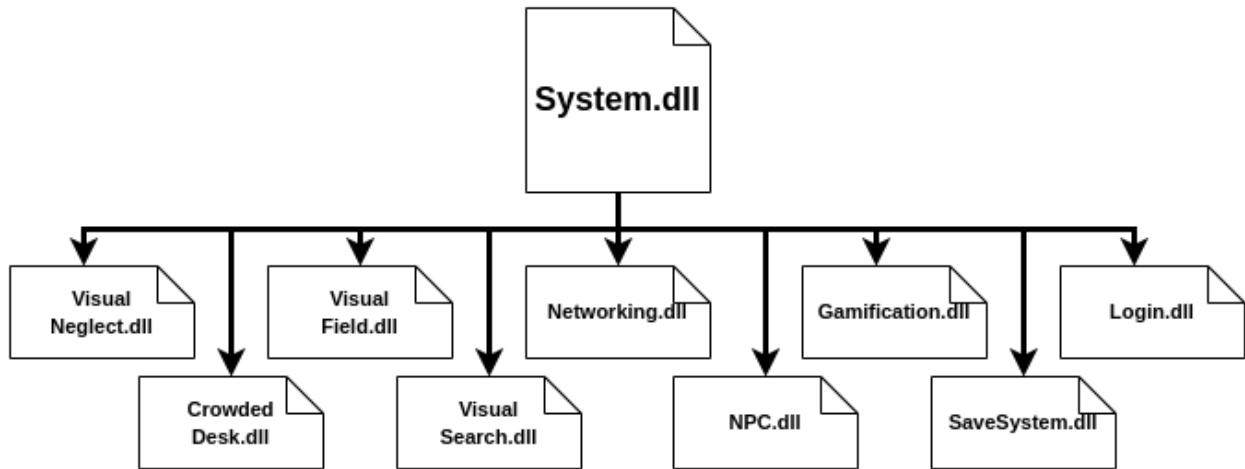 System.dll
Visual
Neglect.dll
Visual
Field.dll
Networking.dll
Gamification.dll
Login.dll
Crowded
Desk.dll
Visual
Search.dll
NPC.dll
SaveSystem.dll